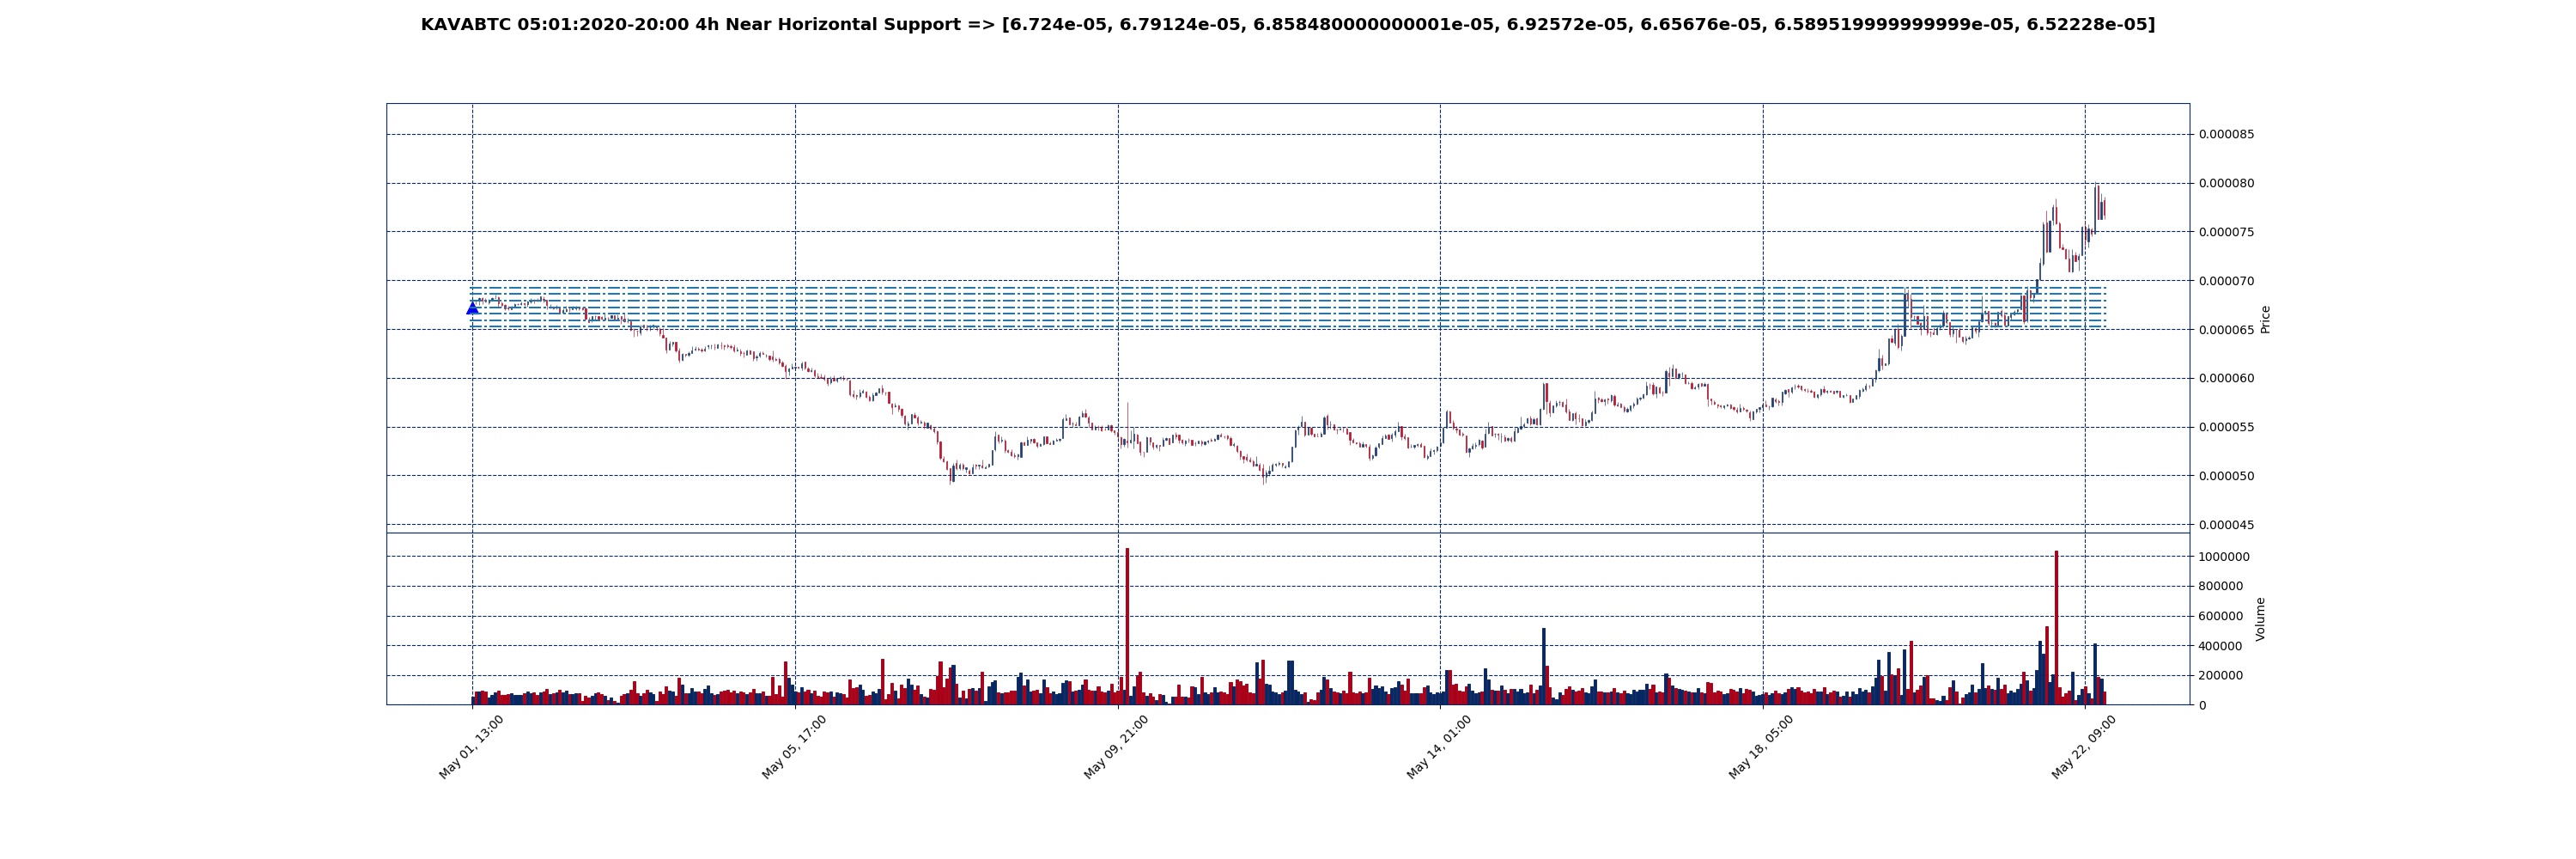 KAVABTC 05:01:2020-20:00 4h Near Horizontal Support => [6.724e-05, 6.79124e-05, 6.858480000000001e-05, 6.92572e-05, 6.65676e-05, 6.589519999999999e-05, 6.52228e-05]
0.000085
0.000080
0.000075
0.000070
0.000065
0.000060
0.000055
0.000050
0.000045
Price
1000000
800000
600000
400000
200000
0
Volume
May 01, 13:00
May 05, 17:00
May 09, 21:00
May 14, 01:00
May 18, 05:00
May 22, 09:00